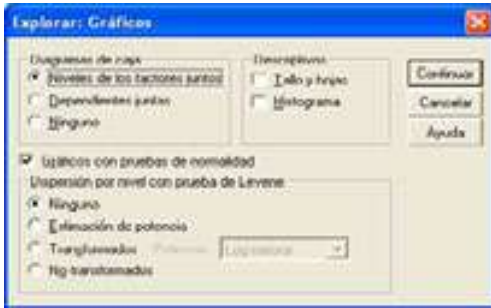 Explorar: Gráficos
Diagramas de caja
Niveles de los factores juntos
Dependientes juntas
Ninguno
Descriptivos
Tallo y hojas
Histograma
Continuar
Cancelar
Ayuda
Gráficos con pruebas de normalidad
Dispersión por nivel con prueba de Levene
Ninguno
Estimación de potencia
Transformados Potencia: Log natural
No transformados